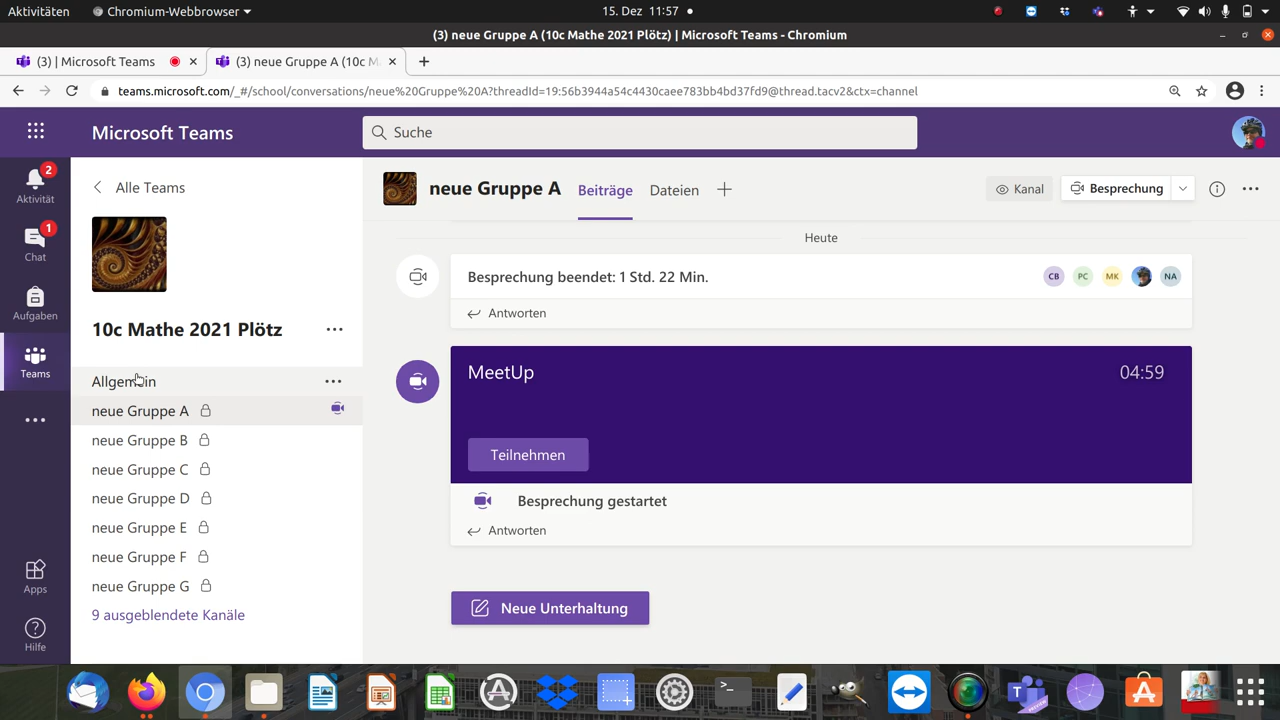 Aktivitäten
Chromium-Webbrowser
15. Dez 11:57
(3) neue Gruppe A (10c Mathe 2021 Plötz) | Microsoft Teams - Chromium
(3) | Microsoft Teams
(3) neue Gruppe A (10c M
teams.microsoft.com/_#/school/conversations/neue%20Gruppe%20A?threadId=19:56b3944a54c4430caee783bb4bd37fd9@thread.tacv2&ctx=channel
Microsoft Teams
Suche
2
Aktivität
1
Chat
Aufgaben
Teams
Apps
Hilfe
Alle Teams
10c Mathe 2021 Plötz
Allgemein
neue Gruppe A
neue Gruppe B
neue Gruppe C
neue Gruppe D
neue Gruppe E
neue Gruppe F
neue Gruppe G
9 ausgeblendete Kanäle
neue Gruppe A
Beiträge
Dateien
Kanal
Besprechung
Heute
Besprechung beendet: 1 Std. 22 Min.
CB
PC
MK
NA
Antworten
MeetUp
04:59
Teilnehmen
Besprechung gestartet
Antworten
Neue Unterhaltung